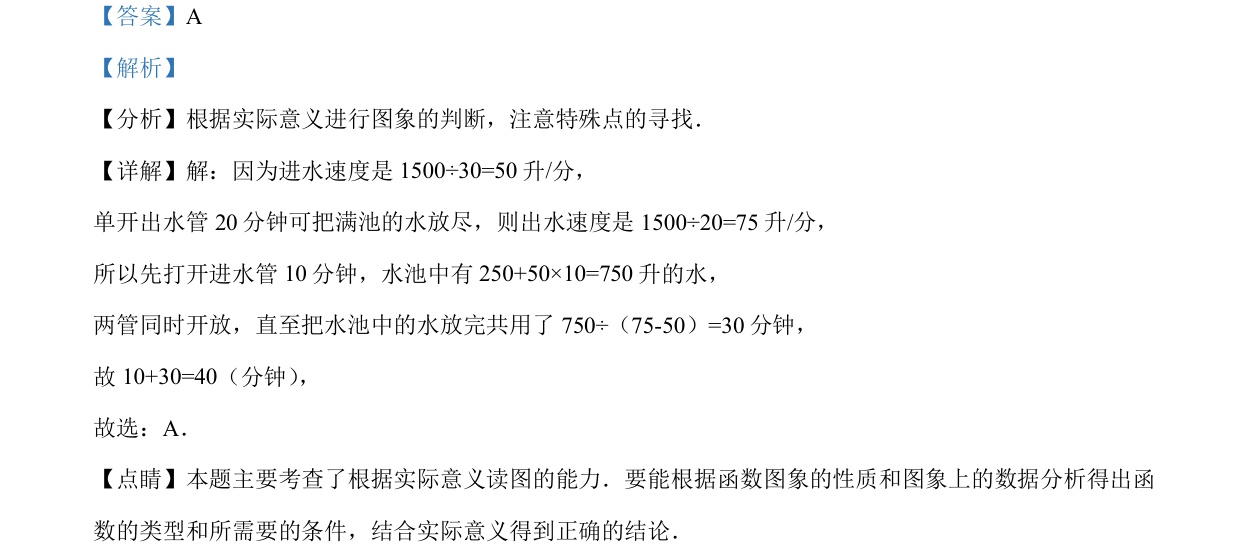 【答案】A
【解析】
【分析】根据实际意义进行图象的判断，注意特殊点的寻找．
【详解】解：因为进水速度是 1500÷30=50 升/分，
单开出水管 20 分钟可把满池的水放尽，则出水速度是 1500÷20=75 升/分，
所以先打开进水管 10 分钟，水池中有 250+50×10=750 升的水，
两管同时开放，直至把水池中的水放完共用了 750÷（75-50）=30 分钟，
故 10+30=40（分钟），
故选：A．
【点睛】本题主要考查了根据实际意义读图的能力．要能根据函数图象的性质和图象上的数据分析得出函
数的类型和所需要的条件，结合实际意义得到正确的结论．